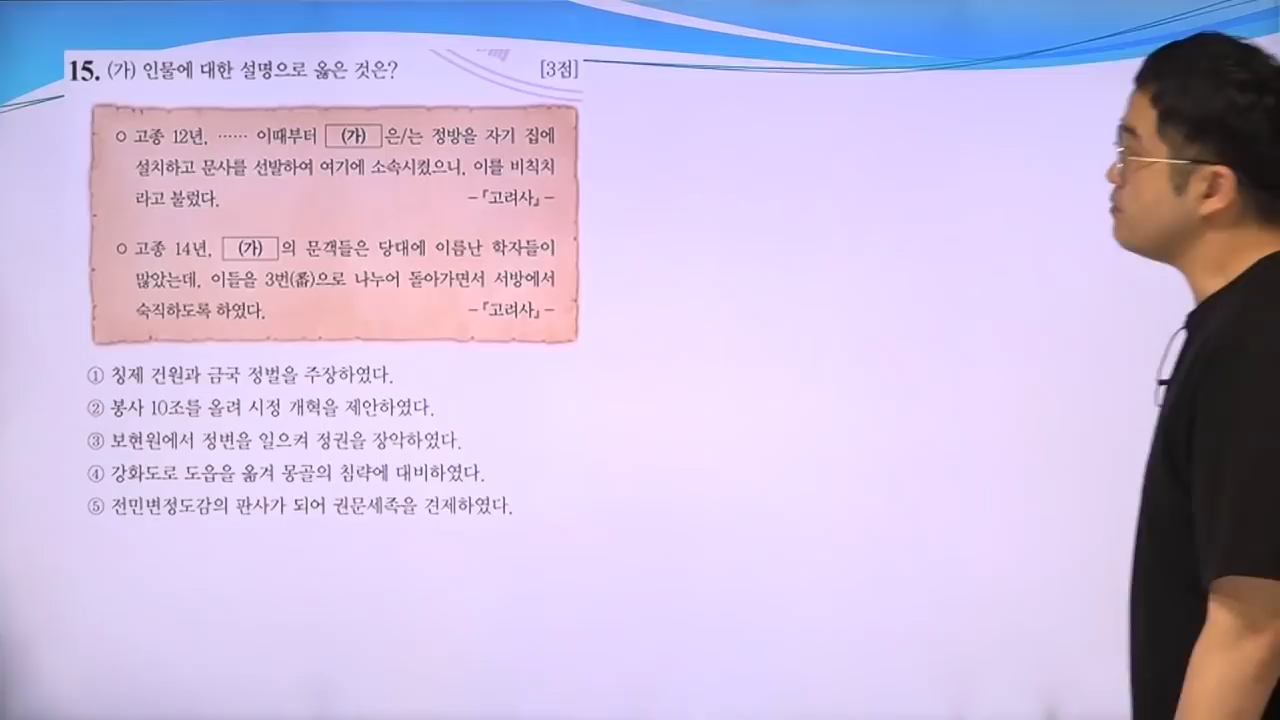 15. (가) 인물에 대한 설명으로 옳은 것은? [3점]
○ 고종 12년, …… 이때부터 (가) 은/는 정방을 자기 집에
설치하고 문사를 선발하여 여기에 소속시켰으니, 이를 비칙치
라고 불렀다. -『고려사』-
○ 고종 14년, (가) 의 문객들은 당대에 이름난 학자들이
많았는데, 이들을 3번(番)으로 나누어 돌아가면서 서방에서
숙직하도록 하였다. -『고려사』-
① 칭제 건원과 금국 정벌을 주장하였다.
② 봉사 10조를 올려 시정 개혁을 제안하였다.
③ 보현원에서 정변을 일으켜 정권을 장악하였다.
④ 강화도로 도읍을 옮겨 몽골의 침략에 대비하였다.
⑤ 전민변정도감의 판사가 되어 권문세족을 견제하였다.